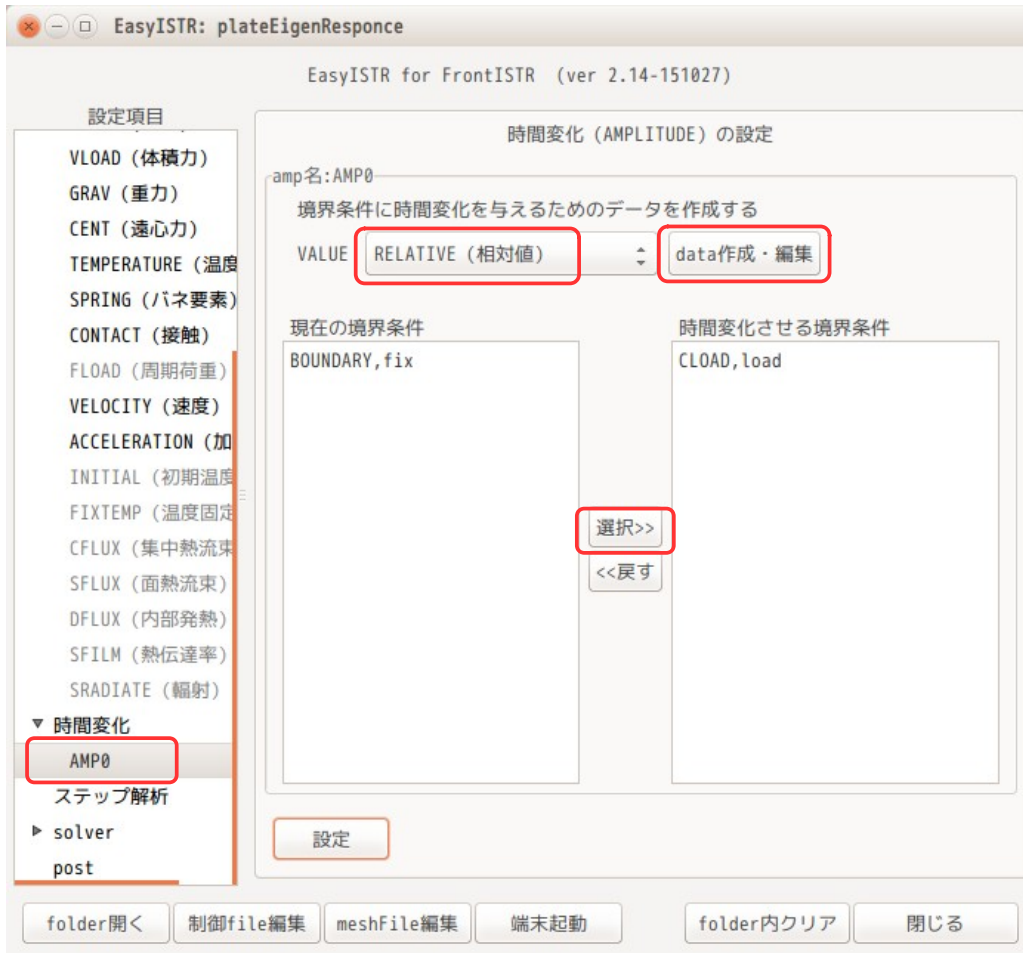 EasyISTR: plateEigenResponce
EasyISTR for FrontISTR (ver 2.14-151027)
設定項目
VLOAD (体積力)
GRAV (重力)
CENT (遠心力)
TEMPERATURE (温度
SPRING (バネ要素)
CONTACT (接触)
FLOAD (周期荷重)
VELOCITY (速度)
ACCELERATION (加
INITIAL (初期温度
FIXTEMP (温度固定
CFLUX (集中熱流束
SFLUX (面熱流束)
DFLUX (内部発熱)
SFILM (熱伝達率)
SRADIATE (輻射)
時間変化
AMP0
ステップ解析
solver
post
時間変化 (AMPLITUDE) の設定
amp名:AMP0
境界条件に時間変化を与えるためのデータを作成する
VALUE RELATIVE (相対値) data作成・編集
現在の境界条件
BOUNDARY,fix
選択>>
<<戻す
時間変化させる境界条件
CLOAD,load
設定
folder開く 制御file編集 meshFile編集 端末起動 folder内クリア 閉じる